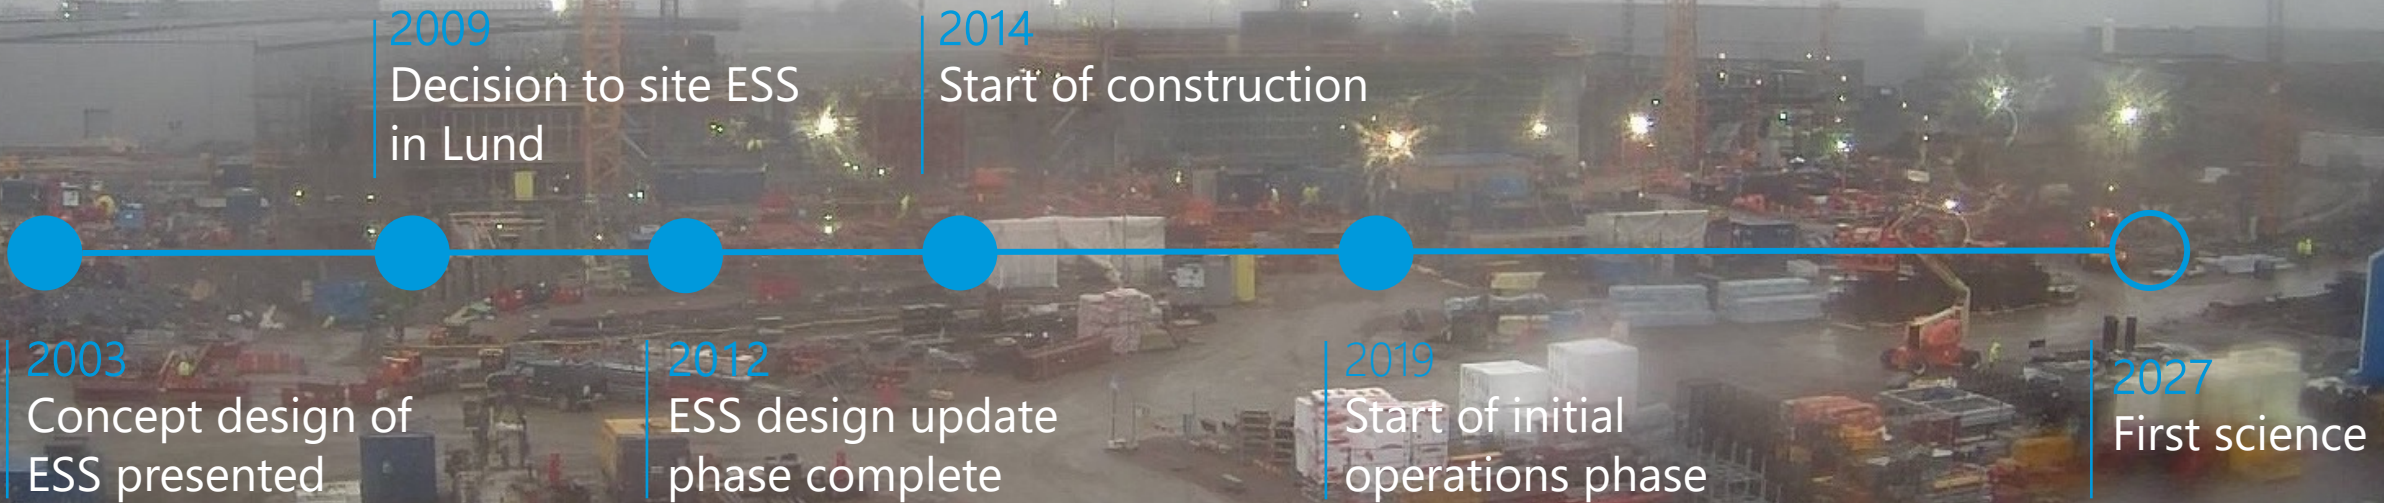 2003
Concept design of
ESS presented
2009
Decision to site ESS
in Lund
2012
ESS design update
phase complete
2014
Start of construction
2019
Start of initial
operations phase
2027
First science